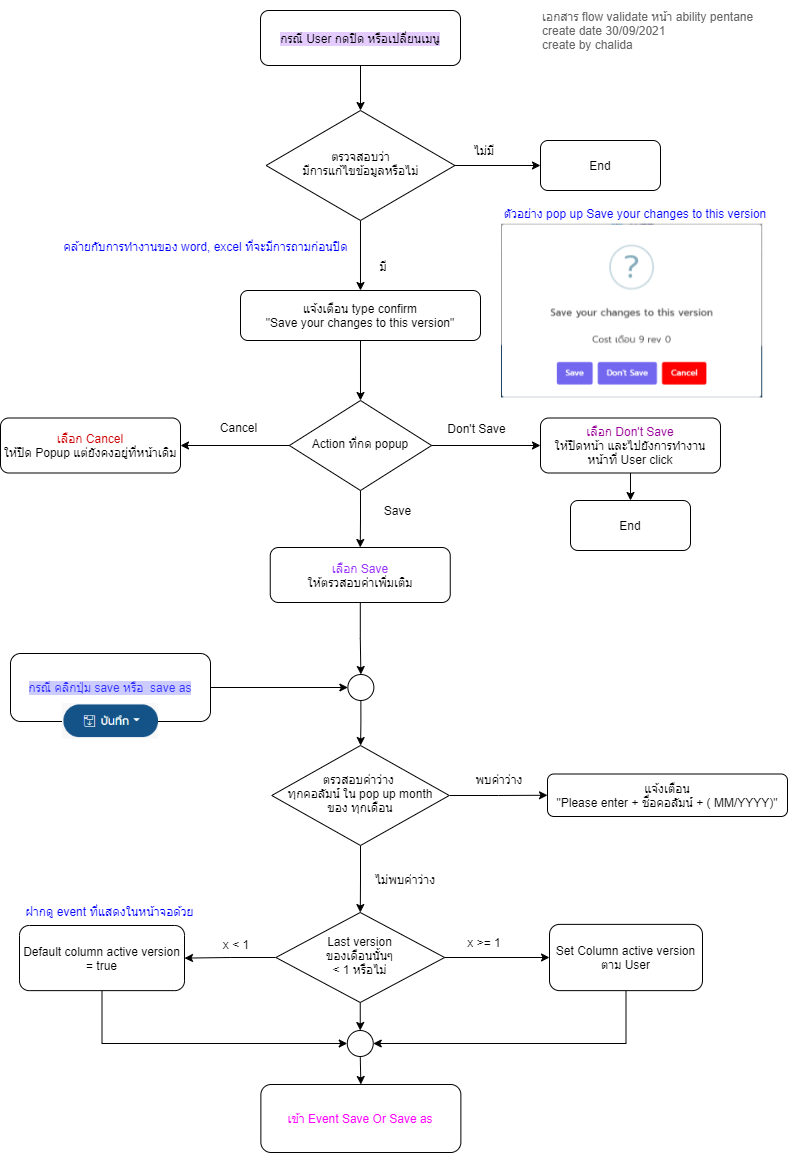 เอกสาร flow validate หน้า ability pentane
create date 30/09/2021
create by chalida
กรณี User กดปิด หรือเปลี่ยนเมนู
ตรวจสอบว่า
มีการแก้ไขข้อมูลหรือไม่
ไม่มี
End
ตัวอย่าง pop up Save your changes to this version
คล้ายกับการทำงานของ word, excel ที่จะมีการถามก่อนปิด
มี
?
Save your changes to this version
Cost เดือน 9 rev 0
Save
Don't Save
Cancel
แจ้งเตือน type confirm
"Save your changes to this version"
Action ที่กด popup
Cancel
Don't Save
เลือก Cancel
ให้ปิด Popup แต่ยังคงอยู่ที่หน้าเดิม
เลือก Don't Save
ให้ปิดหน้า และไปยังการทำงาน
หน้าที่ User click
End
Save
เลือก Save
ให้ตรวสอบค่าเพิ่มเติม
กรณี คลิกปุ่ม save หรือ save as
บันทึก
ตรวสอบค่าว่าง
ทุกคอลัมน์ ใน pop up month
ของ ทุกเดือน
พบค่าว่าง
แจ้งเตือน
"Please enter + ชื่อคอลัมน์ + ( MM/YYYY)"
ไม่พบค่าว่าง
ฝากดู event ที่แสดงในหน้าจอด้วย
Last version
ของเดือนนั้นๆ
< 1 หรือไม่
x < 1
x >= 1
Default column active version
= true
Set Column active version
ตาม User
เข้า Event Save Or Save as